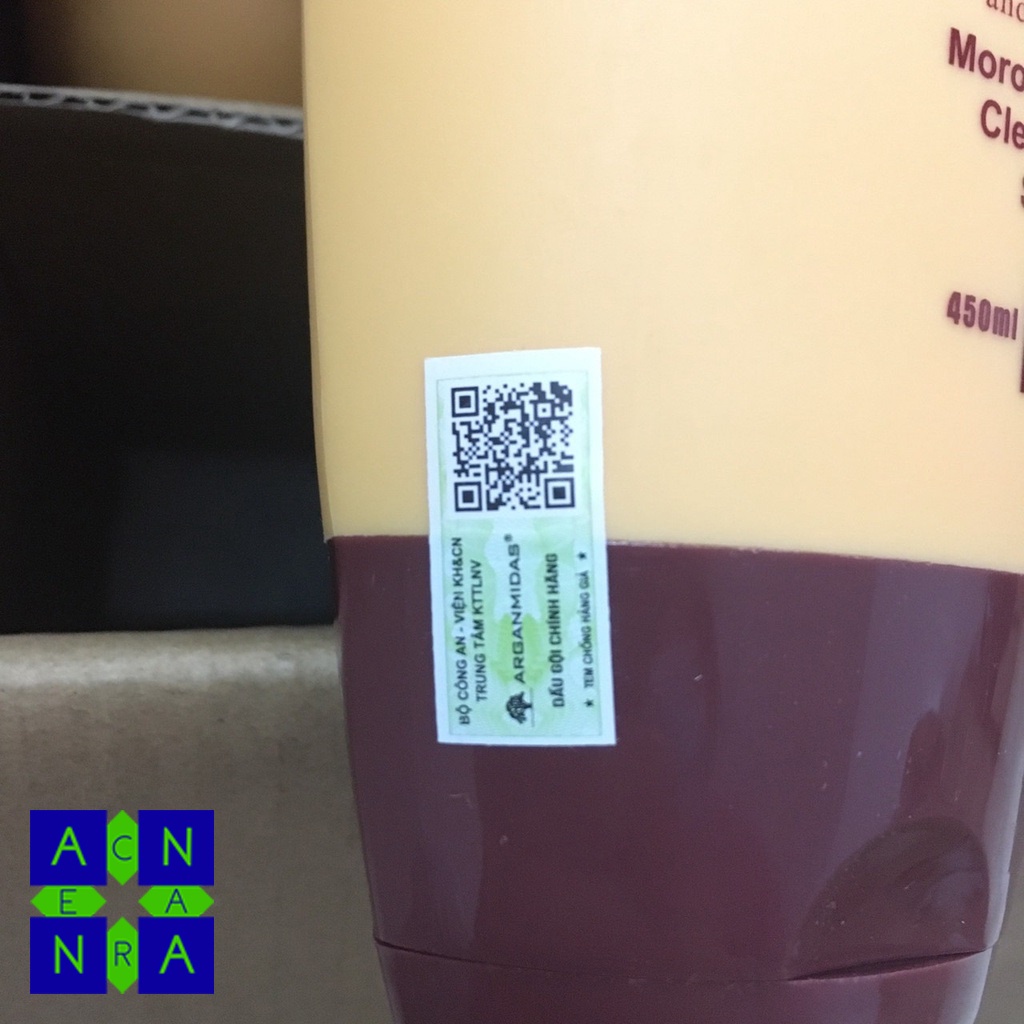 Moro
Cle
450ml
BỘ CÔNG AN - VIỆN KH&CN
TRUNG TÂM KTTLNV
ARGANMIDAS®
DẦU GỘI CHÍNH HÃNG
★ TEM CHỐNG HÀNG GIẢ ★
A C N
E A
N R A